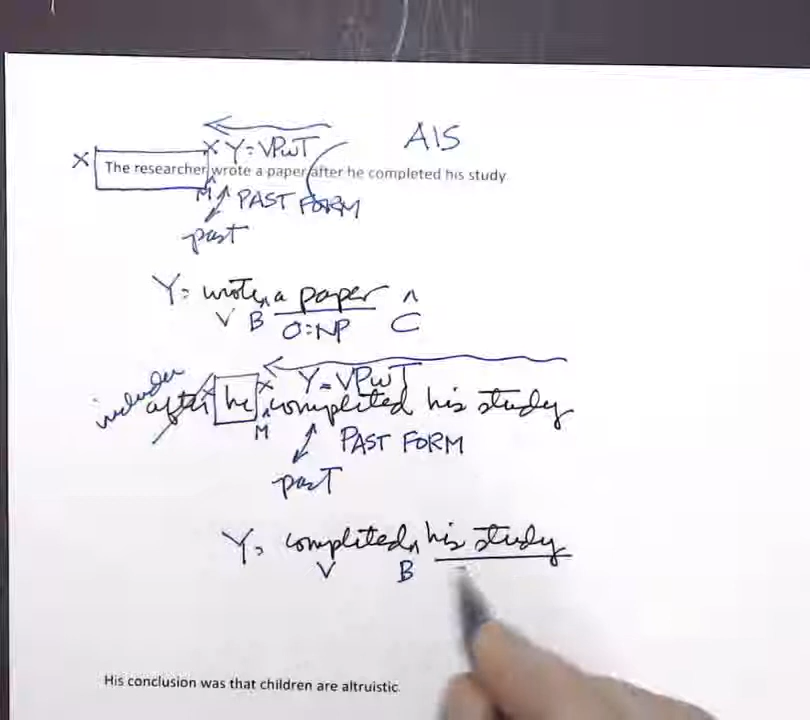 X Y=VPwT AIS
X The researcher wrote a paper after he completed his study
M PAST FORM
past
Y= wrote a paper
V B O:NP C
includer X Y=VPwT
after he completed his study
M PAST FORM
past
Y= completed his study
V B
His conclusion was that children are altruistic.